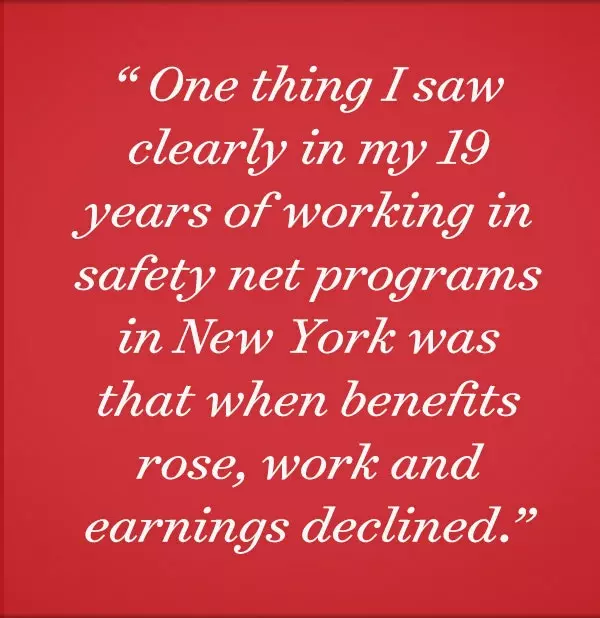 “ One thing I saw
clearly in my 19
years of working in
safety net programs
in New York was
that when benefits
rose, work and
earnings declined.”